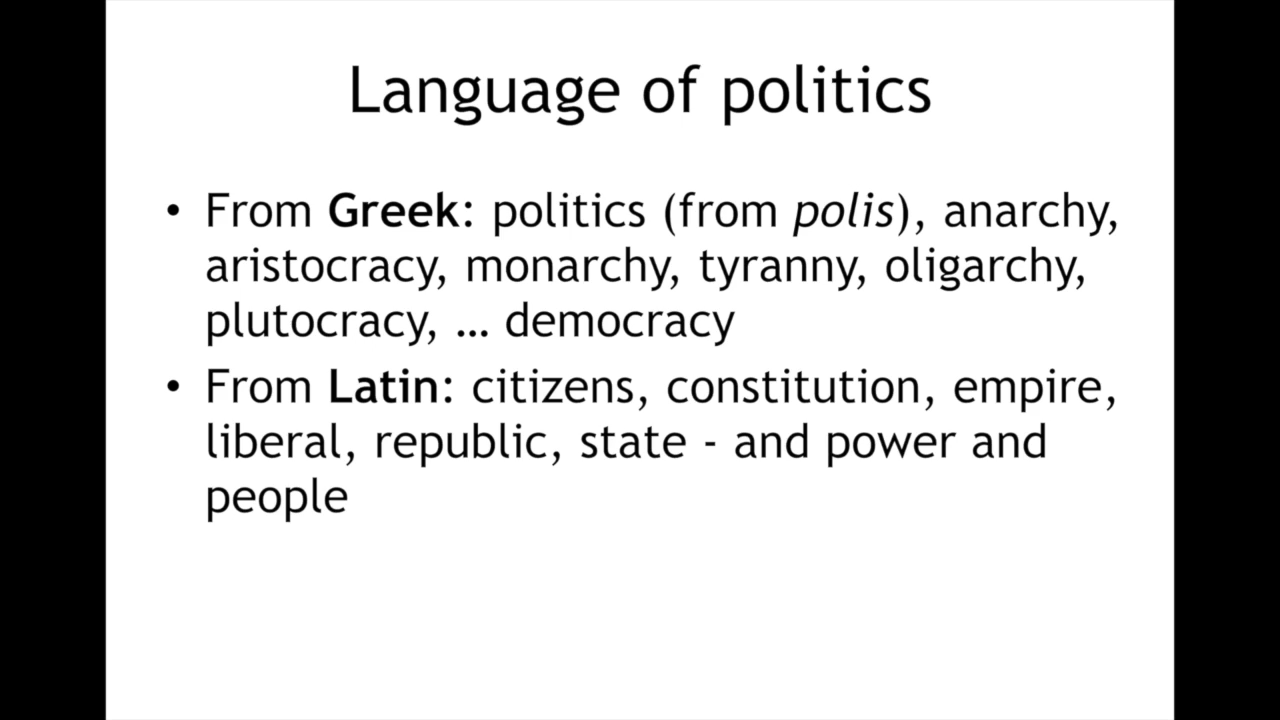 Language of politics
• From Greek: politics (from polis), anarchy,
aristocracy, monarchy, tyranny, oligarchy,
plutocracy, … democracy
• From Latin: citizens, constitution, empire,
liberal, republic, state - and power and
people